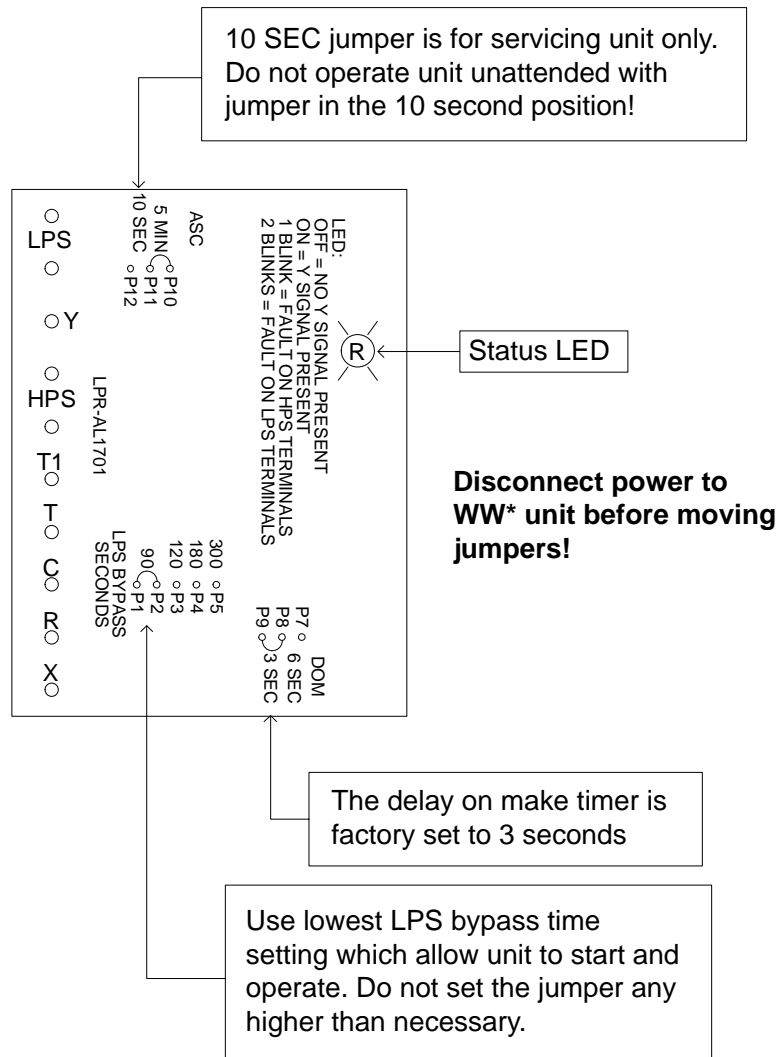 10 SEC jumper is for servicing unit only.
Do not operate unit unattended with
jumper in the 10 second position!
LPS
Y
HPS
T1
T
C
R
X
LPR-AL1701
ASC
5 MIN
10 SEC
P10
P11
P12
LED:
OFF = NO Y SIGNAL PRESENT
ON = Y SIGNAL PRESENT
1 BLINK = FAULT ON HPS TERMINALS
2 BLINKS = FAULT ON LPS TERMINALS
R
Status LED
Disconnect power to
WW* unit before moving
jumpers!
300 P5
180 P4
120 P3
90 P2
P1
LPS BYPASS
SECONDS
DOM
P7 6 SEC
P8
P9 3 SEC
The delay on make timer is
factory set to 3 seconds
Use lowest LPS bypass time
setting which allow unit to start and
operate. Do not set the jumper any
higher than necessary.